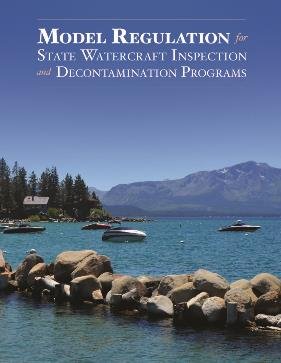 MODEL REGULATION for
STATE WATERCRAFT INSPECTION
and DECONTAMINATION PROGRAMS